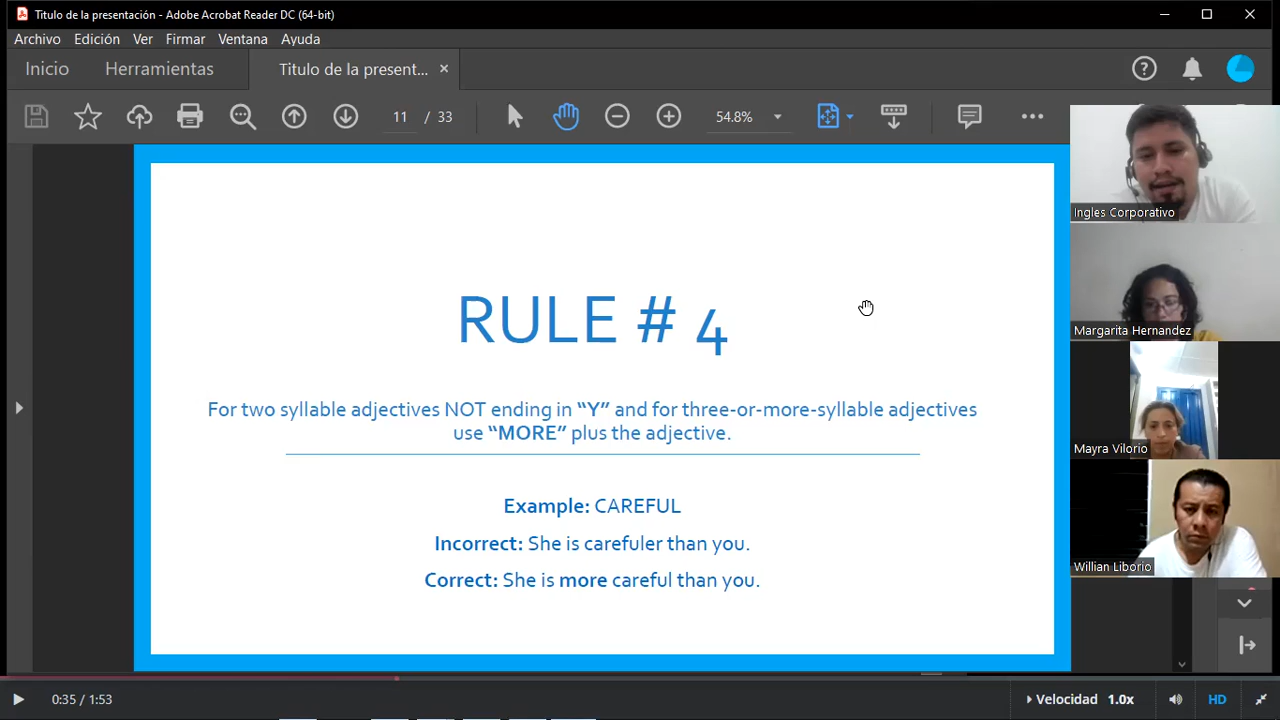 Titulo de la presentación - Adobe Acrobat Reader DC (64-bit)
Archivo Edición Ver Firmar Ventana Ayuda
Inicio Herramientas Titulo de la present... ×
11 / 33 54.8%
Ingles Corporativo
Margarita Hernandez
Mayra Vilorio
Willian Liborio
RULE # 4
For two syllable adjectives NOT ending in “Y” and for three-or-more-syllable adjectives
use “MORE” plus the adjective.
Example: CAREFUL
Incorrect: She is carefuler than you.
Correct: She is more careful than you.
0:35 / 1:53 Velocidad 1.0x HD